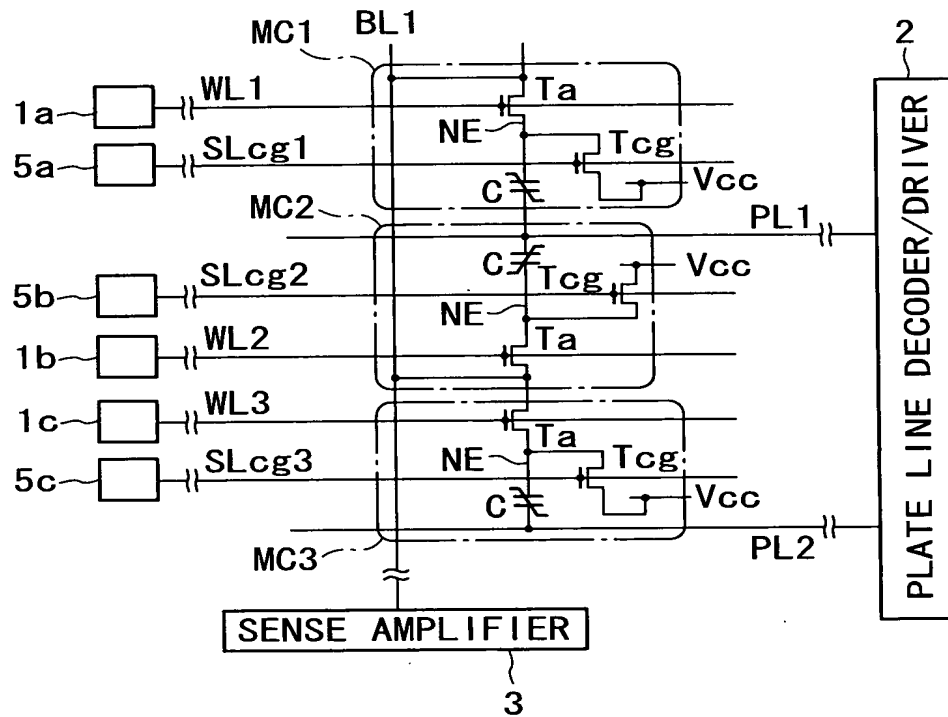 BL1
MC1
2
1a
WL1
Ta
NE
5a
SLcg1
Tcg
C
Vcc
MC2
PL1
C
Tcg
Vcc
5b
SLcg2
NE
1b
WL2
Ta
1c
WL3
Ta
NE
5c
SLcg3
Tcg
C
Vcc
MC3
PL2
PLATE LINE DECODER/DRIVER
SENSE AMPLIFIER
3